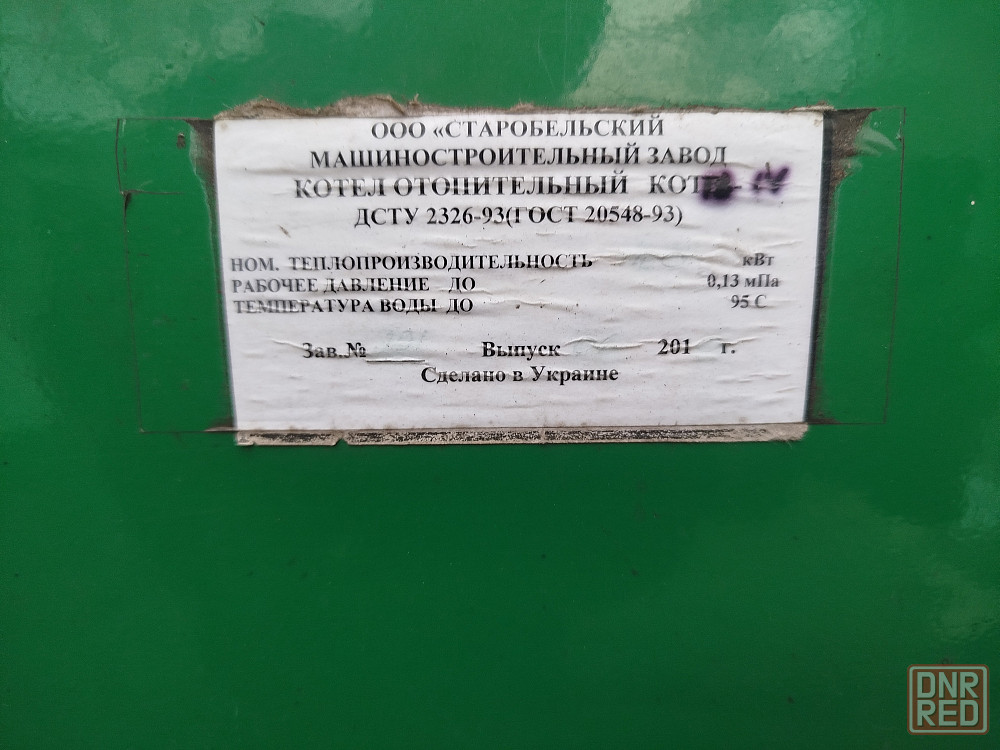 ООО «СТАРОБЕЛЬСКИЙ
МАШИНОСТРОИТЕЛЬНЫЙ ЗАВОД
КОТЕЛ ОТОПИТЕЛЬНЫЙ
ДСТУ 2326-93(ГОСТ 20548-93)
НОМ. ТЕПЛОПРОИЗВОДИТЕЛЬНОСТЬ кВт
РАБОЧЕЕ ДАВЛЕНИЕ ДО 0,13 мПа
ТЕМПЕРАТУРА ВОДЫ ДО 95 С
Зав.№ Выпуск 201 г.
Сделано в Украине
DNR
RED